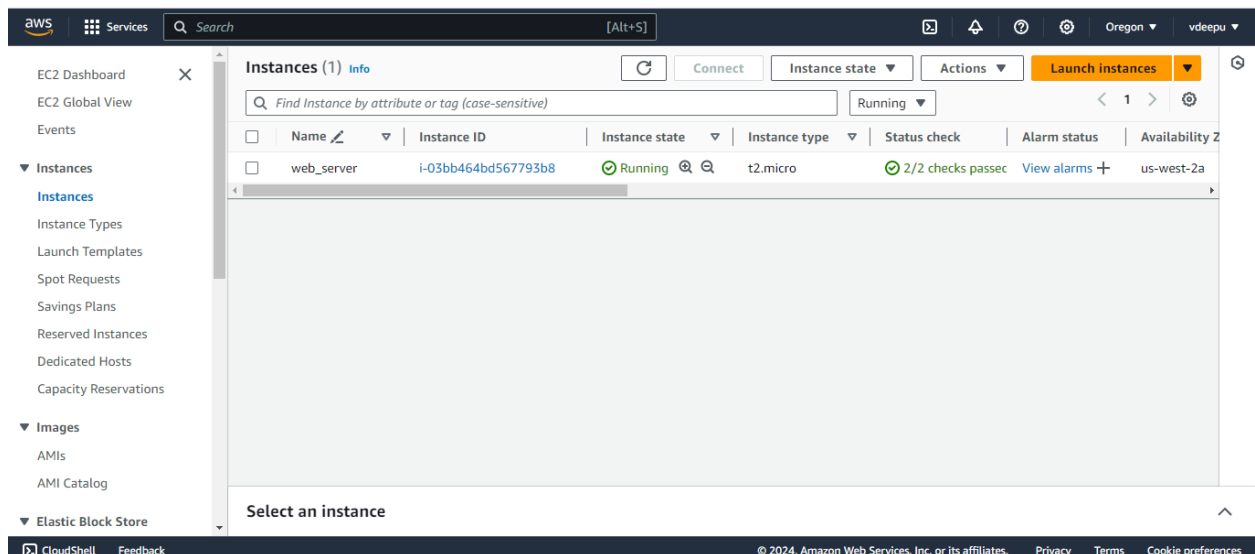 aws Services Search [Alt+S] Oregon vdeepu
EC2 Dashboard
EC2 Global View
Events
Instances
Instances
Instance Types
Launch Templates
Spot Requests
Savings Plans
Reserved Instances
Dedicated Hosts
Capacity Reservations
Images
AMIs
AMI Catalog
Elastic Block Store
Instances (1) Info Connect Instance state Actions Launch instances
Find Instance by attribute or tag (case-sensitive) Running 1
Name Instance ID Instance state Instance type Status check Alarm status Availability Z
web_server i-03bb464bd567793b8 Running t2.micro 2/2 checks passec View alarms us-west-2a
Select an instance
CloudShell Feedback © 2024, Amazon Web Services, Inc. or its affiliates. Privacy Terms Cookie preferences